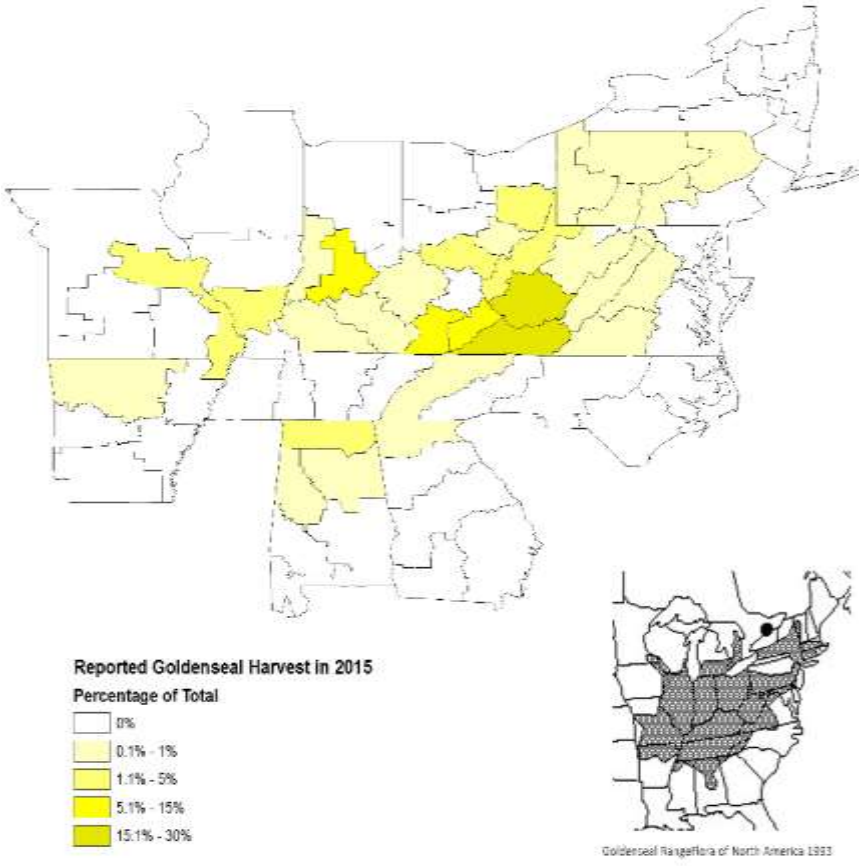 Reported Goldenseal Harvest in 2015
Percentage of Total
0%
0.1% - 1%
1.1% - 5%
5.1% - 15%
15.1% - 30%
Goldenseal Rangeflora of North America 1993